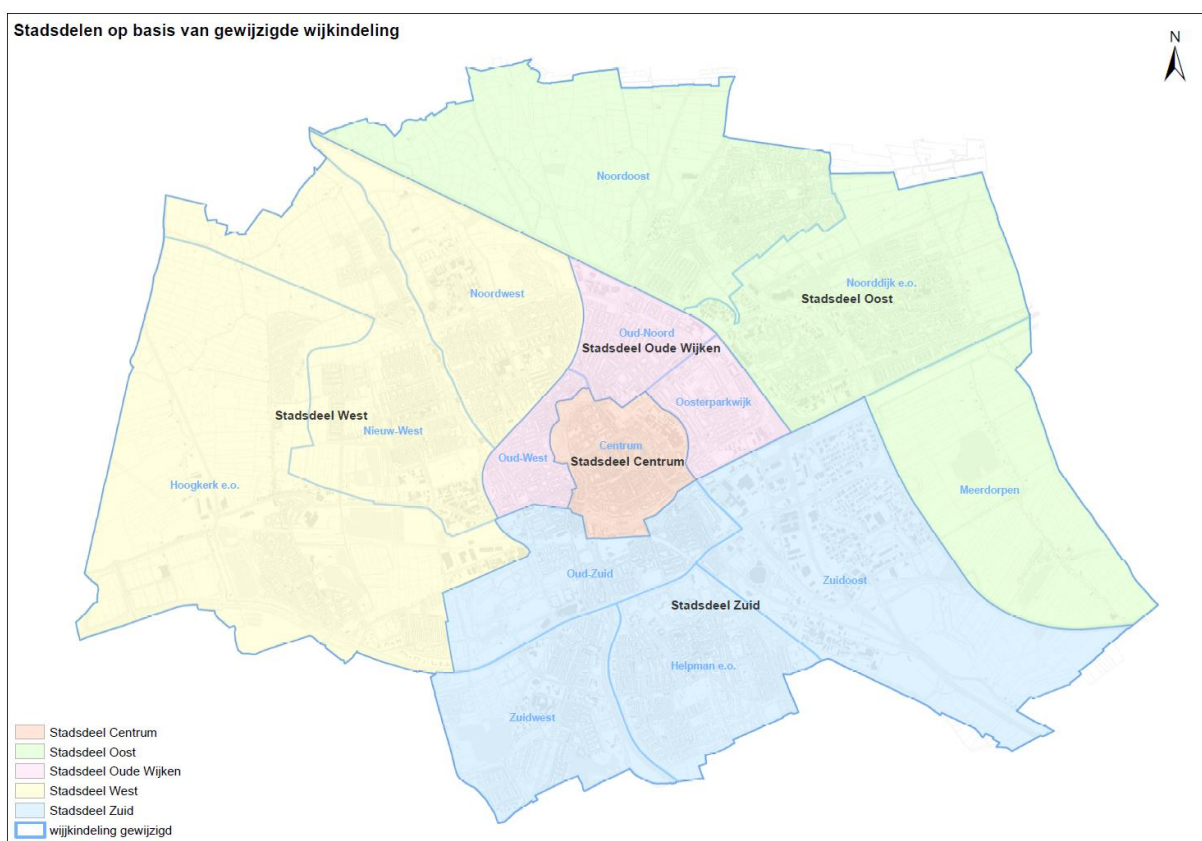 Stadsdelen op basis van gewijzigde wijkindeling
N
Noordoost
Noorddijk e.o.
Stadsdeel Oost
Noordwest
Oud-Noord
Stadsdeel Oude Wijken
Oosterparkwijk
Stadsdeel West
Nieuw-West
Centrum
Stadsdeel Centrum
Oud-West
Hoogkerk e.o.
Meerdorpen
Oud-Zuid
Zuidoost
Stadsdeel Zuid
Helpman e.o.
Zuidwest
Stadsdeel Centrum
Stadsdeel Oost
Stadsdeel Oude Wijken
Stadsdeel West
Stadsdeel Zuid
wijjkindeling gewijzigd